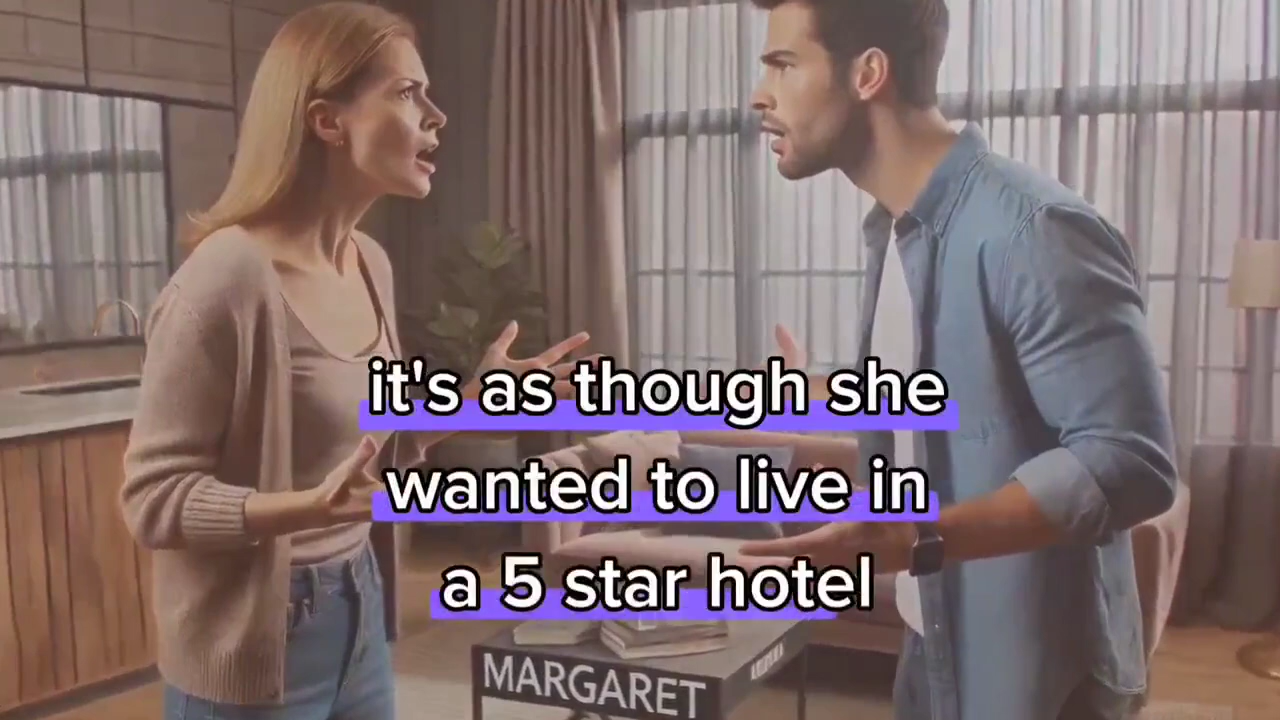 it's as though she
wanted to live in
a 5 star hotel
MARGARET